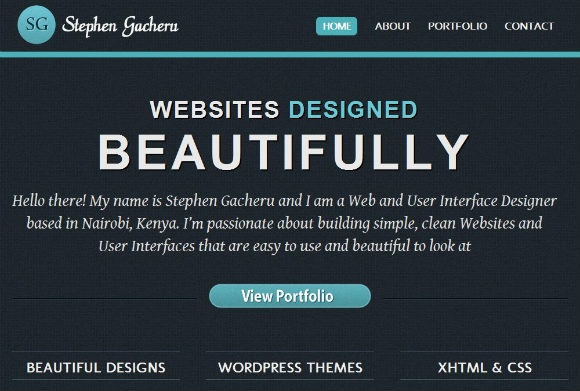 SG Stephen Gacheru HOME ABOUT PORTFOLIO CONTACT
WEBSITES DESIGNED
BEAUTIFULLY
Hello there! My name is Stephen Gacheru and I am a Web and User Interface Designer
based in Nairobi, Kenya. I'm passionate about building simple, clean Websites and
User Interfaces that are easy to use and beautiful to look at
View Portfolio
BEAUTIFUL DESIGNS WORDPRESS THEMES XHTML & CSS